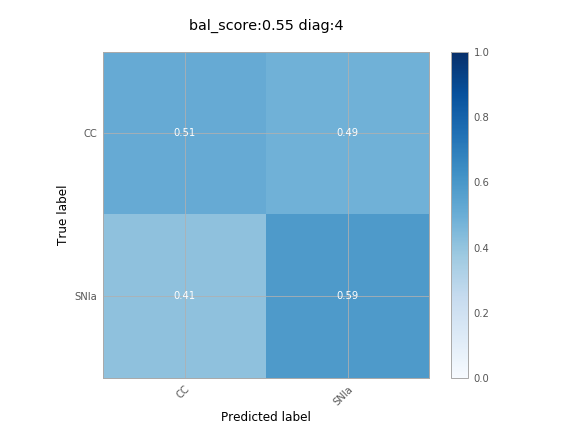 bal_score:0.55 diag:4
1.0
0.8
0.6
0.4
0.2
0.0
True label
CC
0.51 0.49
SNIa
0.41 0.59
CC SNIa
Predicted label